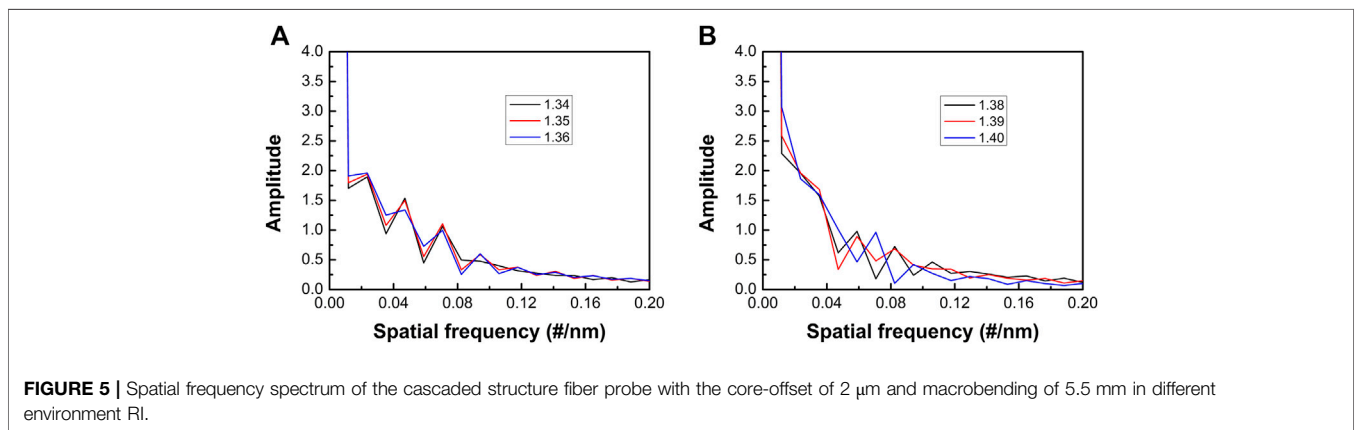 A
4.0
3.5
3.0
2.5
2.0
1.5
1.0
0.5
0.0
Amplitude
1.34
1.35
1.36
0.00 0.04 0.08 0.12 0.16 0.20
Spatial frequency (#/nm)
B
4.0
3.5
3.0
2.5
2.0
1.5
1.0
0.5
0.0
Amplitude
1.38
1.39
1.40
0.00 0.04 0.08 0.12 0.16 0.20
Spatial frequency (#/nm)
FIGURE 5 | Spatial frequency spectrum of the cascaded structure fiber probe with the core-offset of 2 μm and macrobending of 5.5 mm in different
environment RI.